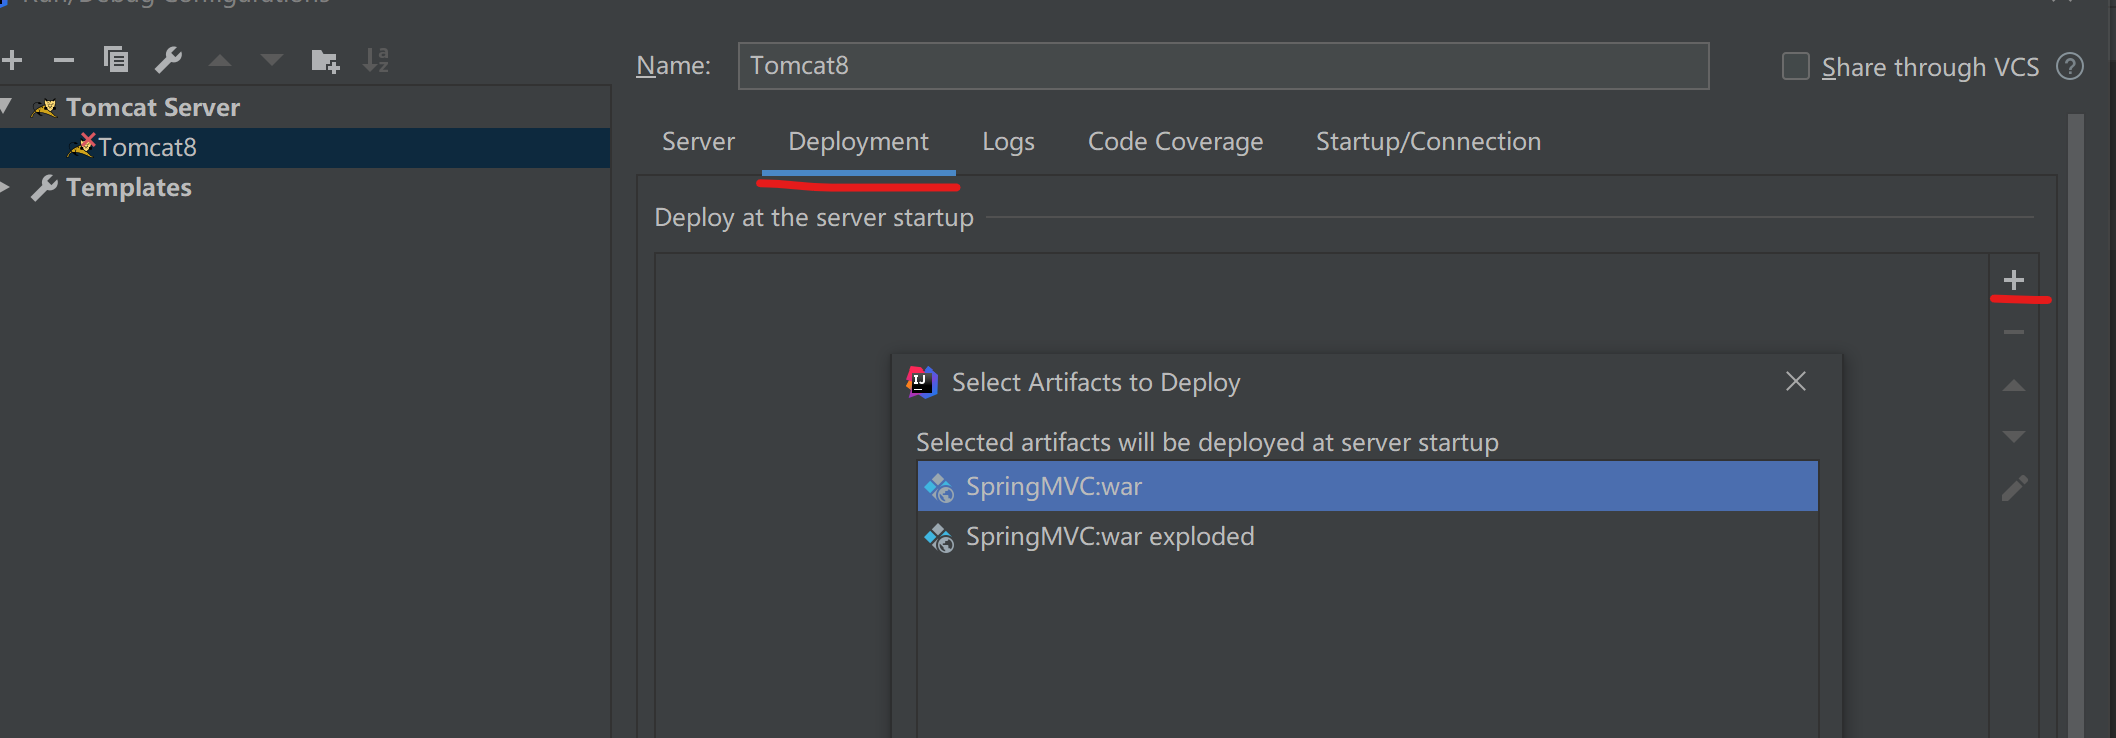 Run/Debug Configurations
Name: Tomcat8 Share through VCS ?
Tomcat Server
Tomcat8
Templates
Server Deployment Logs Code Coverage Startup/Connection
Deploy at the server startup
Select Artifacts to Deploy
Selected artifacts will be deployed at server startup
SpringMVC:war
SpringMVC:war exploded